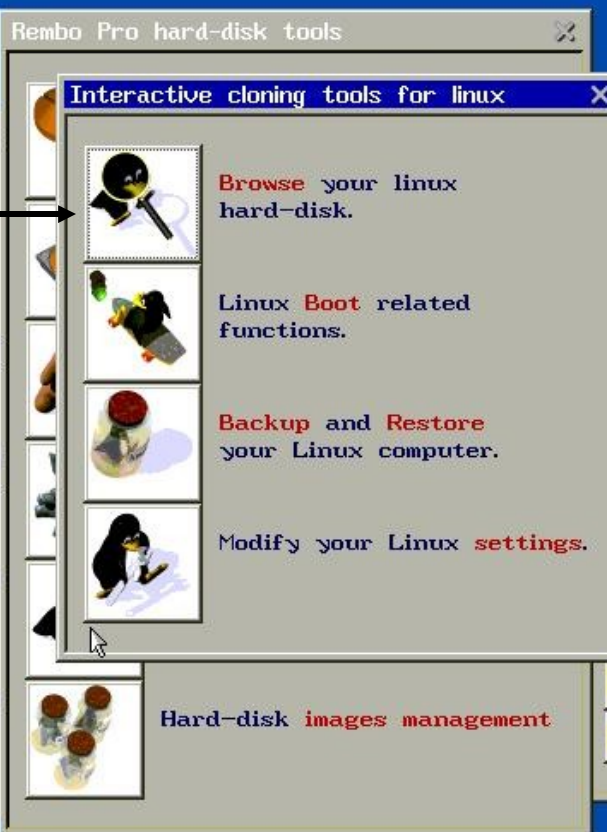 Rembo Pro hard-disk tools
Interactive cloning tools for linux
Browse your linux
hard-disk.
Linux Boot related
functions.
Backup and Restore
your Linux computer.
Modify your Linux settings.
Hard-disk images management